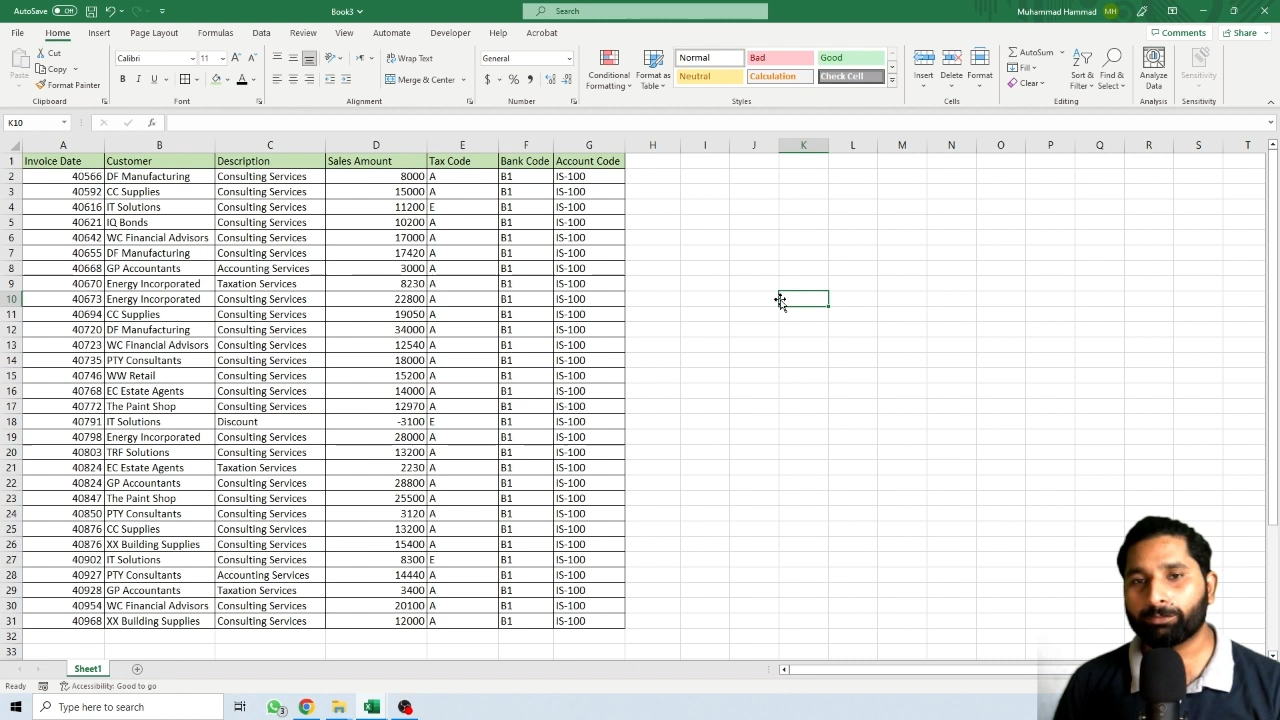 AutoSave Off Book3 Search Muhammad Hammad MH
File Home Insert Page Layout Formulas Data Review View Automate Developer Help Acrobat Comments Share
Paste Cut Copy Format Painter Calibri 11 Wrap Text General Conditional Formatting Format as Table Normal Bad Good Insert Delete Format AutoSum Fill Clear Sort & Filter Find & Select Analyze Data Sensitivity
B I U Merge & Center $ % Neutral Calculation Check Cell
Clipboard Font Alignment Number Styles Cells Editing Analysis Sensitivity
K10 fx
A B C D E F G H I J K L M N O P Q R S T
1 Invoice Date Customer Description Sales Amount Tax Code Bank Code Account Code
2 40566 DF Manufacturing Consulting Services 8000 A B1 IS-100
3 40592 CC Supplies Consulting Services 15000 A B1 IS-100
4 40616 IT Solutions Consulting Services 11200 E B1 IS-100
5 40621 IQ Bonds Consulting Services 10200 A B1 IS-100
6 40642 WC Financial Advisors Consulting Services 17000 A B1 IS-100
7 40655 DF Manufacturing Consulting Services 17420 A B1 IS-100
8 40668 GP Accountants Accounting Services 3000 A B1 IS-100
9 40670 Energy Incorporated Taxation Services 8230 A B1 IS-100
10 40673 Energy Incorporated Consulting Services 22800 A B1 IS-100
11 40694 CC Supplies Consulting Services 19050 A B1 IS-100
12 40720 DF Manufacturing Consulting Services 34000 A B1 IS-100
13 40723 WC Financial Advisors Consulting Services 12540 A B1 IS-100
14 40735 PTY Consultants Consulting Services 18000 A B1 IS-100
15 40746 WW Retail Consulting Services 15200 A B1 IS-100
16 40768 EC Estate Agents Consulting Services 14000 A B1 IS-100
17 40772 The Paint Shop Consulting Services 12970 A B1 IS-100
18 40791 IT Solutions Discount -3100 E B1 IS-100
19 40798 Energy Incorporated Consulting Services 28000 A B1 IS-100
20 40803 TRF Solutions Consulting Services 13200 A B1 IS-100
21 40824 EC Estate Agents Taxation Services 2230 A B1 IS-100
22 40824 GP Accountants Consulting Services 28800 A B1 IS-100
23 40847 The Paint Shop Consulting Services 25500 A B1 IS-100
24 40850 PTY Consultants Consulting Services 3120 A B1 IS-100
25 40876 CC Supplies Consulting Services 13200 A B1 IS-100
26 40876 XX Building Supplies Consulting Services 15400 A B1 IS-100
27 40902 IT Solutions Consulting Services 8300 E B1 IS-100
28 40927 PTY Consultants Accounting Services 14440 A B1 IS-100
29 40928 GP Accountants Taxation Services 3400 A B1 IS-100
30 40954 WC Financial Advisors Consulting Services 20100 A B1 IS-100
31 40968 XX Building Supplies Consulting Services 12000 A B1 IS-100
32
33
Sheet1
Ready Accessibility: Good to go
Type here to search 3